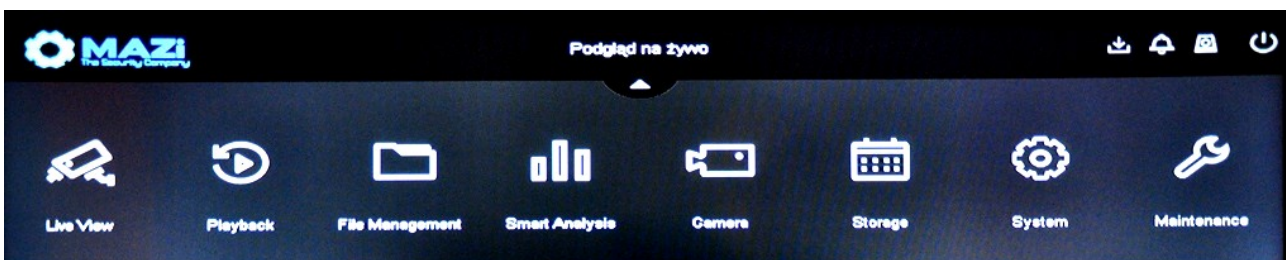 MAZi
The Security Company
Podgląd na żywo
Live View
Playback
File Management
Smart Analysis
Camera
Storage
System
Maintenance